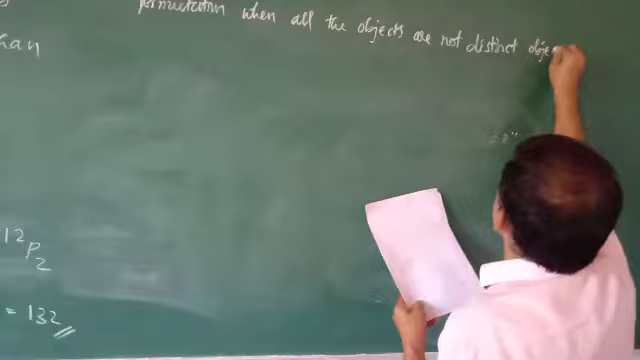 permutation when all the objects are not distinct obje
han
12P2
= 132